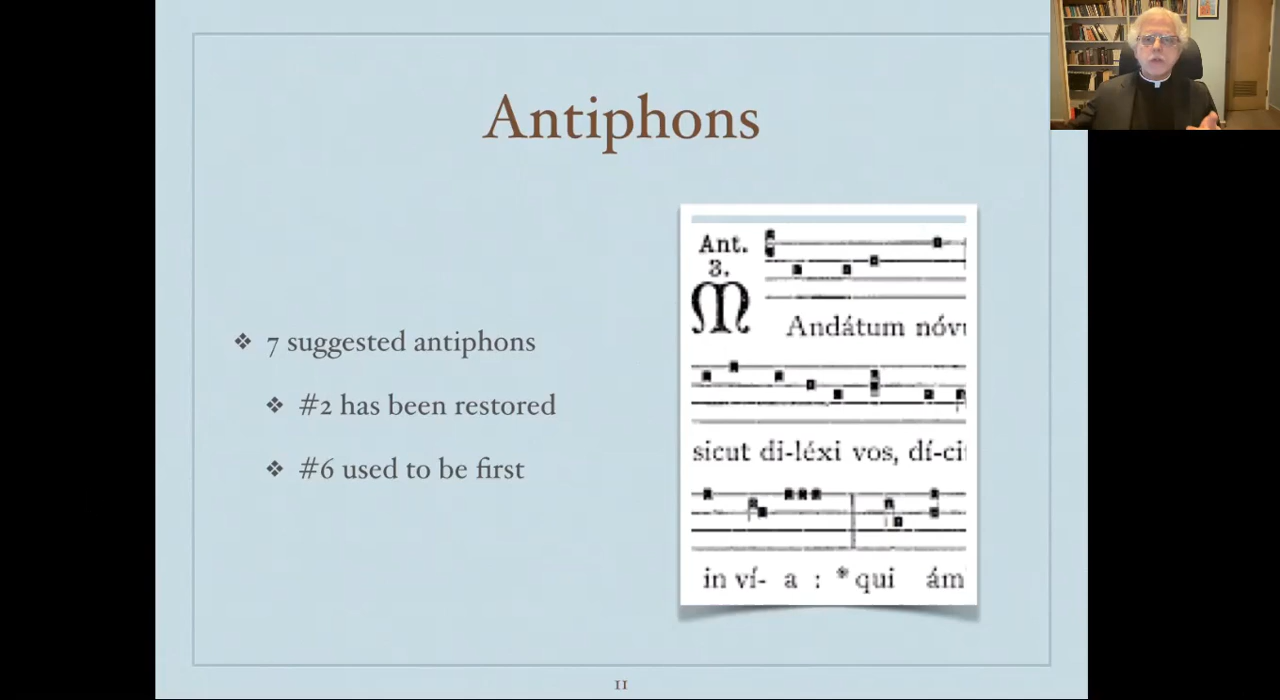 Antiphons
❖ 7 suggested antiphons
❖ #2 has been restored
❖ #6 used to be first
Ant.
3.
M
Andátum nóv
sicut di-léxi vos, dí-ci
in ví- a : * qui ám
11